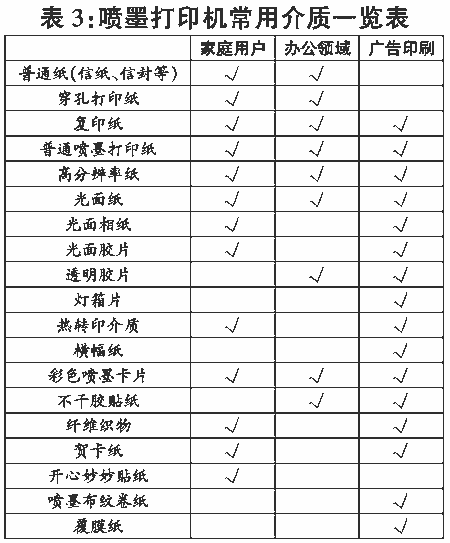 表3:喷墨打印机常用介质一览表
家庭用户 办公领域 广告印刷
普通纸(信纸、信封等) √ √
穿孔打印纸 √ √
复印纸 √ √ √
普通喷墨打印纸 √ √ √
高分辨率纸 √ √ √
光面纸 √ √ √
光面相纸 √ √
光面胶片 √ √
透明胶片 √ √
灯箱片 √
热转印介质 √ √
横幅纸 √
彩色喷墨卡片 √ √ √
不干胶贴纸 √ √
纤维织物 √ √
贺卡纸 √ √
开心妙妙贴纸 √
喷墨布纹卷纸 √
覆膜纸 √